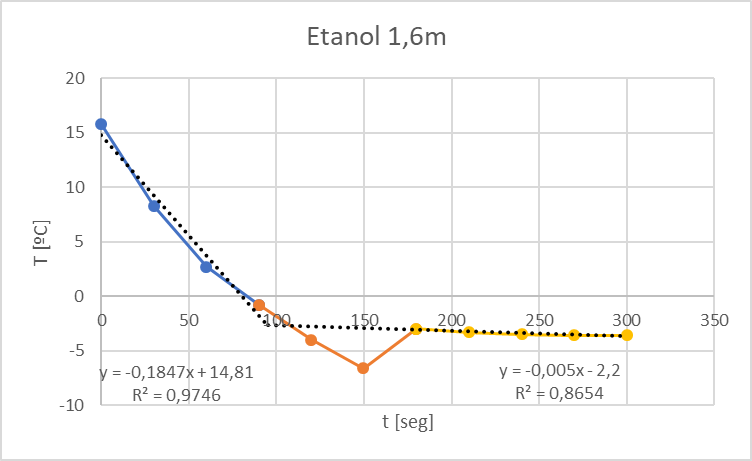 Etanol 1,6m
20
15
10
5
0
-5
-10
T [ºC]
0 50 100 150 200 250 300 350
y = -0,1847x + 14,81
R² = 0,9746
y = -0,005x - 2,2
R² = 0,8654
t [seg]